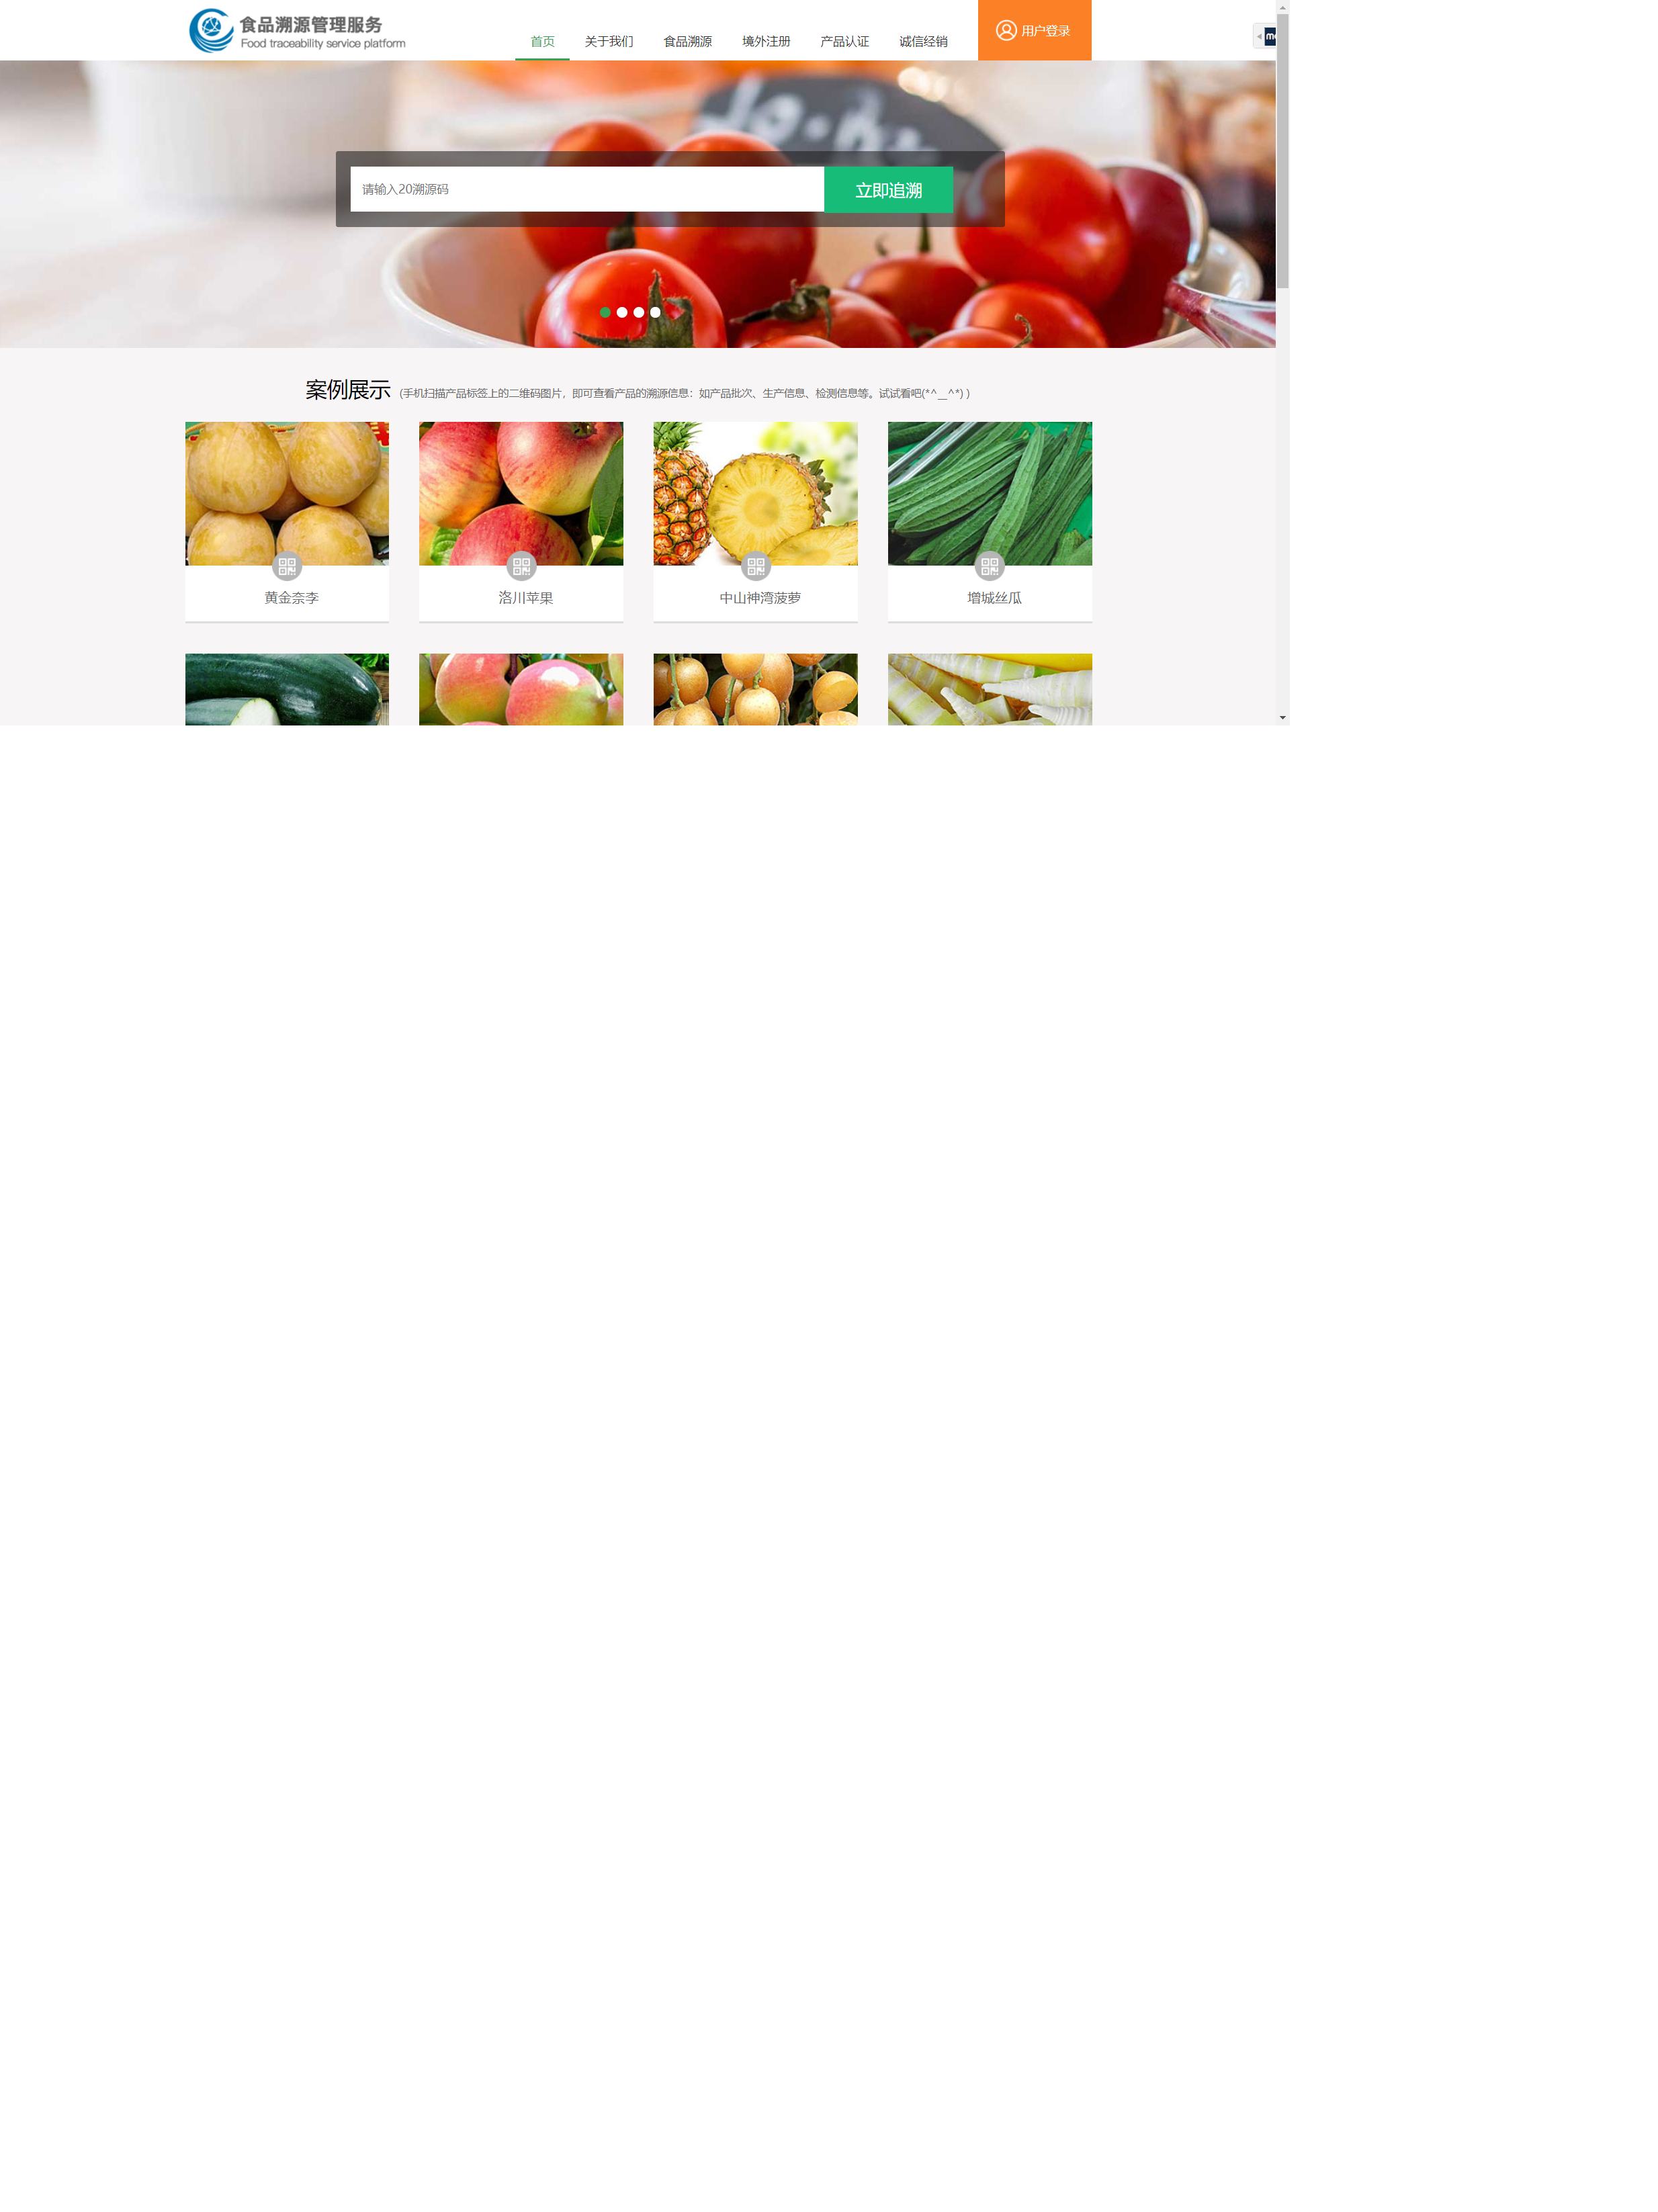 食品溯源管理服务
Food traceability service platform
首页
关于我们
食品溯源
境外注册
产品认证
诚信经销
用户登录
请输入20溯源码
立即追溯
案例展示 (手机扫描产品标签上的二维码图片，即可查看产品的溯源信息：如产品批次、生产信息、检测信息等。试试看吧(*^__^*) )
黄金奈李
洛川苹果
中山神湾菠萝
增城丝瓜